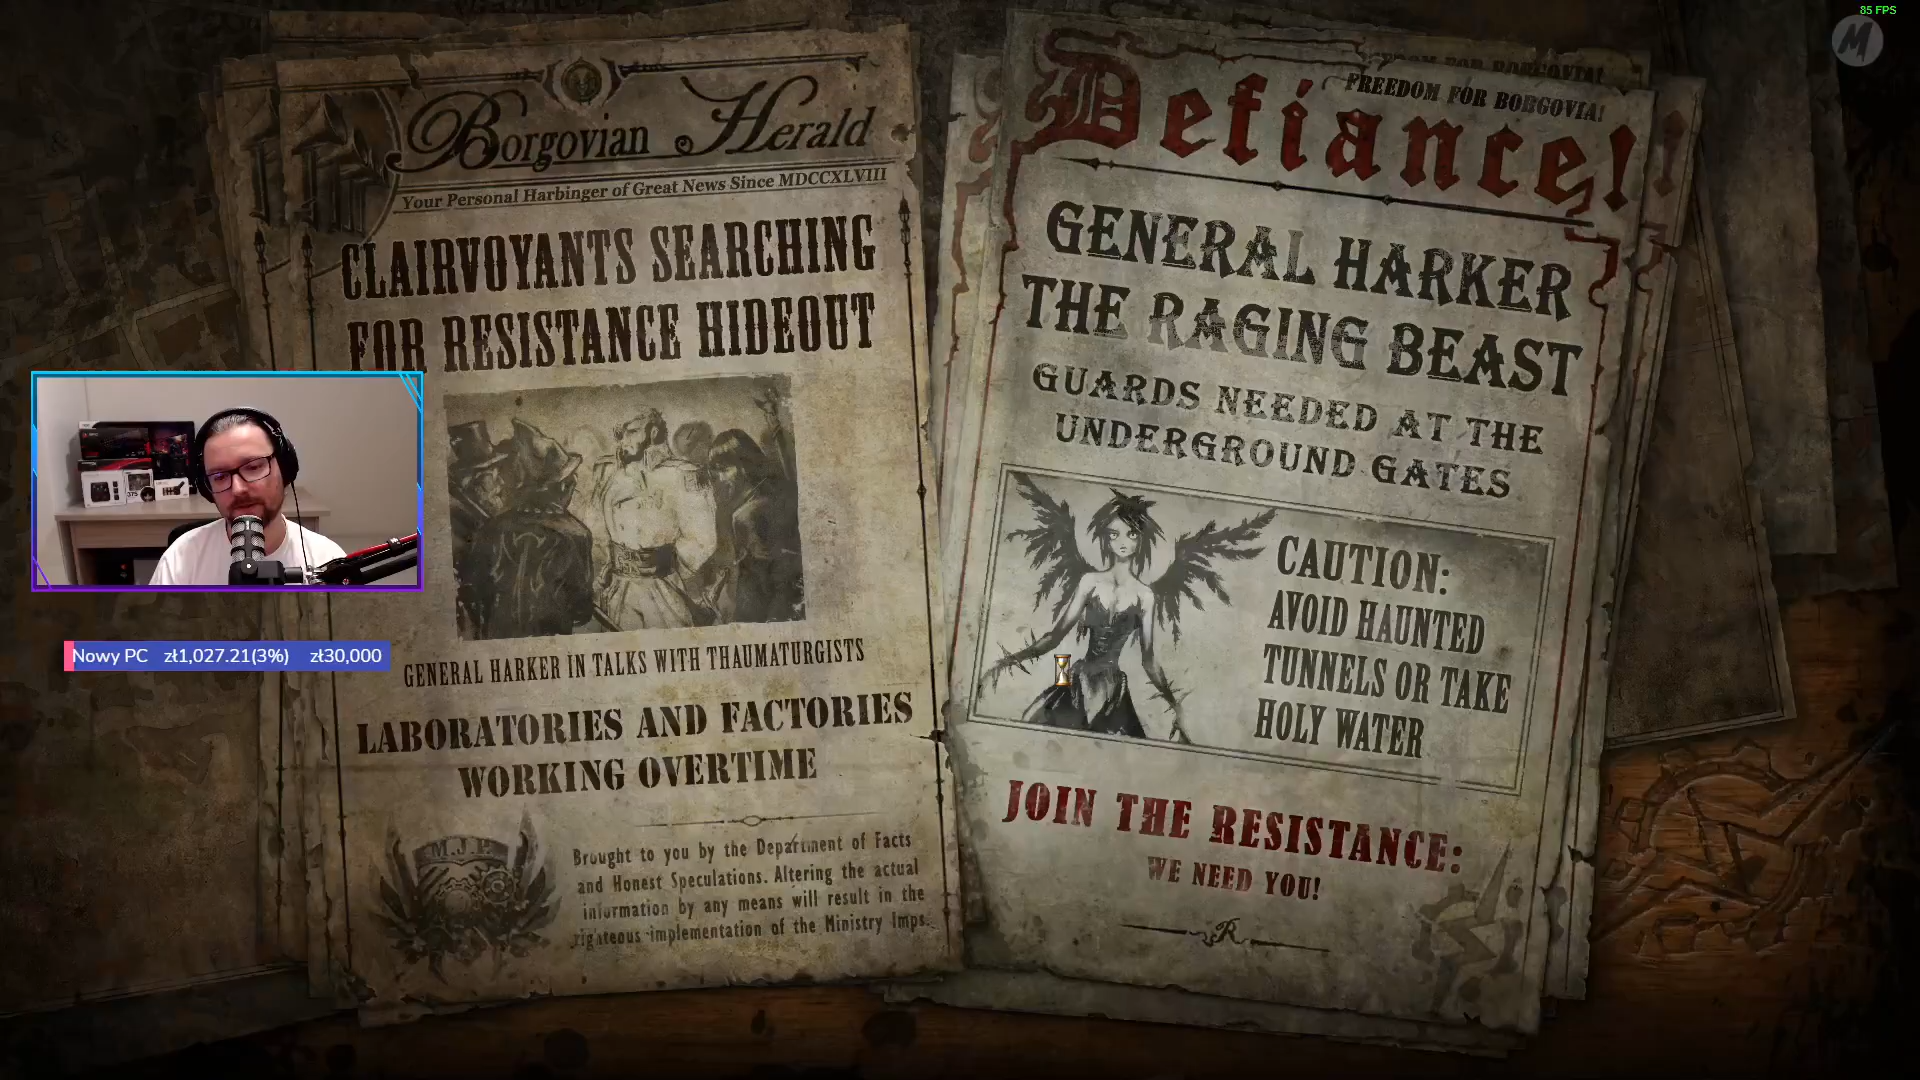 85 FPS
M
Borgovian Herald
Your Personal Harbinger of Great News Since MDCCXLVIII
CLAIRVOYANTS SEARCHING
FOR RESISTANCE HIDEOUT
GENERAL HARKER IN TALKS WITH THAUMATURGISTS
LABORATORIES AND FACTORIES
WORKING OVERTIME
M.J.P.
Brought to you by the Department of Facts
and Honest Speculations. Altering the actual
information by any means will result in the
righteous implementation of the Ministry Imps.
FREEDOM FOR BORGOVIA!
Defiance!
GENERAL HARKER
THE RAGING BEAST
GUARDS NEEDED AT THE
UNDERGROUND GATES
CAUTION:
AVOID HAUNTED
TUNNELS OR TAKE
HOLY WATER
JOIN THE RESISTANCE:
WE NEED YOU!
R
Nowy PC zł1,027.21(3%) zł30,000